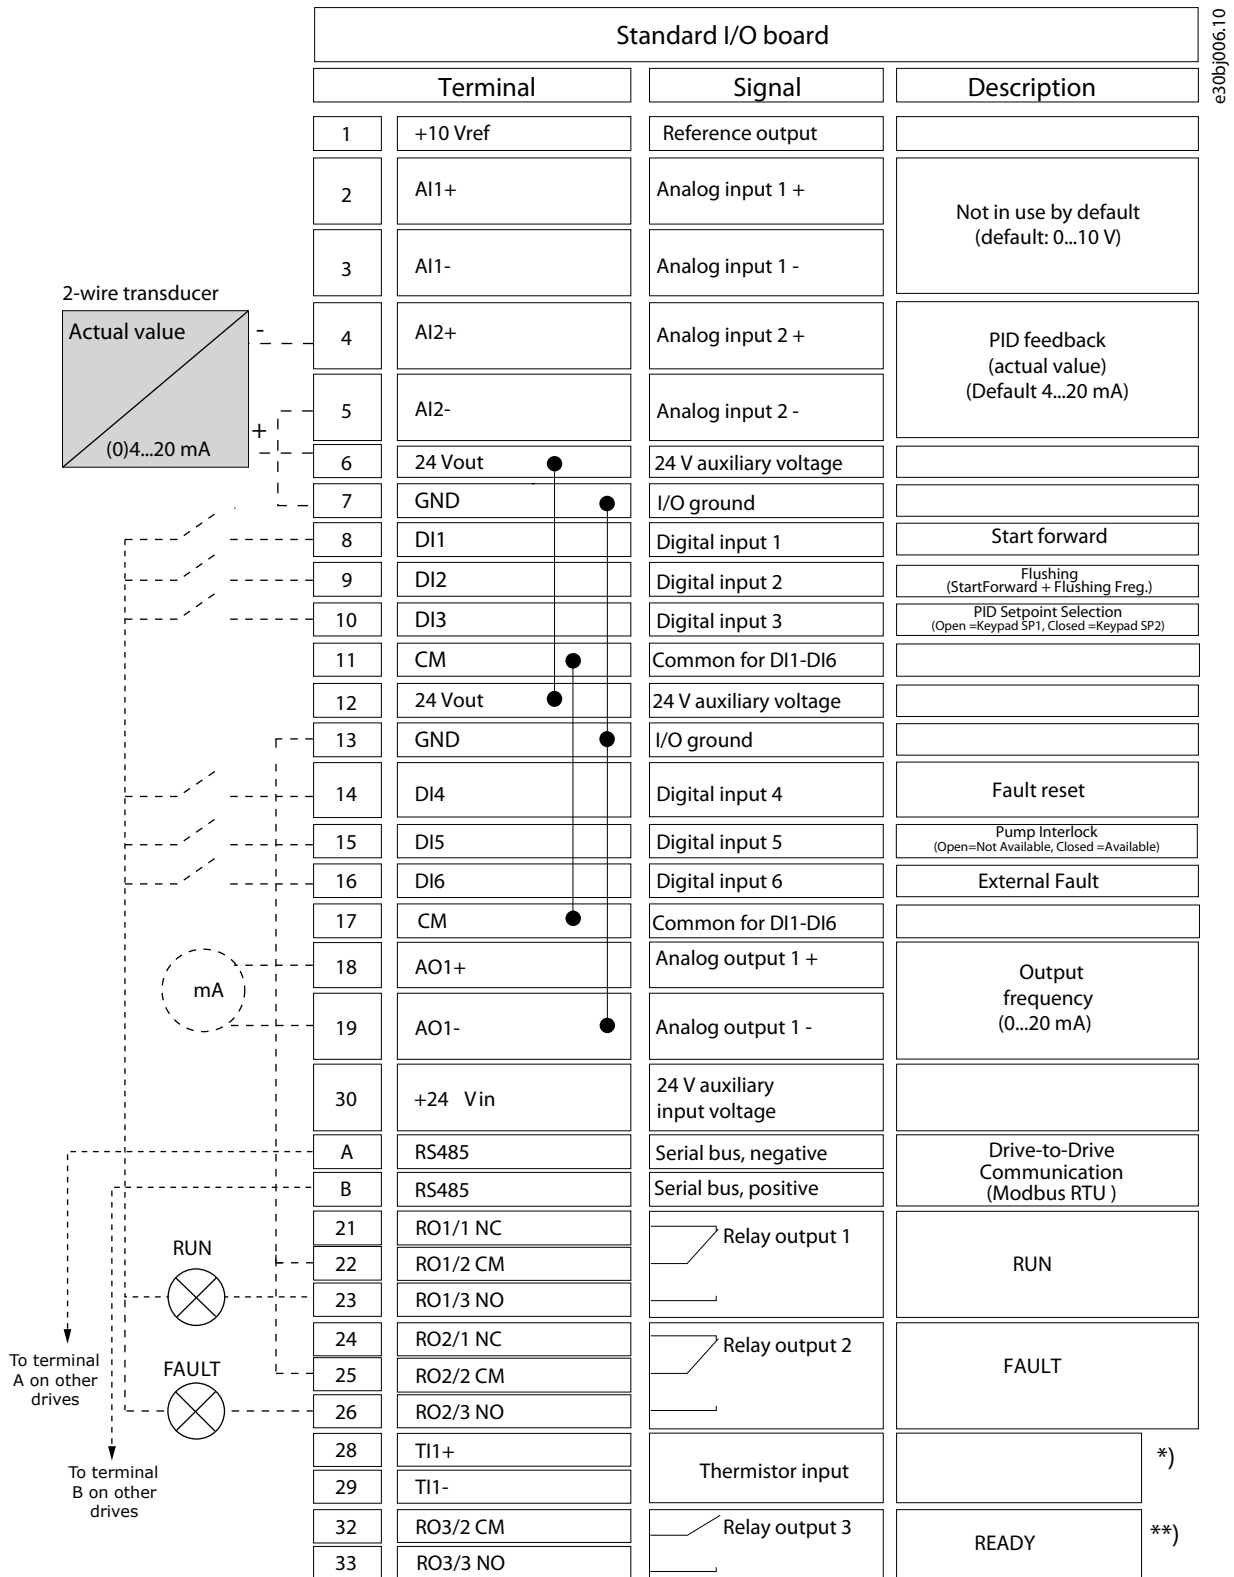 Standard I/O board
e30bj006.10
Terminal Signal Description
1 +10 Vref Reference output
2 AI1+ Analog input 1 +
Not in use by default
(default: 0...10 V)
3 AI1- Analog input 1 -
2-wire transducer
Actual value
-
+
(0)4...20 mA
4 AI2+ Analog input 2 +
PID feedback
(actual value)
(Default 4...20 mA)
5 AI2- Analog input 2 -
6 24 Vout 24 V auxiliary voltage
7 GND I/O ground
8 DI1 Digital input 1 Start forward
9 DI2 Digital input 2
Flushing
(StartForward + Flushing Freg.)
10 DI3 Digital input 3
PID Setpoint Selection
(Open =Keypad SP1, Closed =Keypad SP2)
11 CM Common for DI1-DI6
12 24 Vout 24 V auxiliary voltage
13 GND I/O ground
14 DI4 Digital input 4 Fault reset
15 DI5 Digital input 5
Pump Interlock
(Open=Not Available, Closed =Available)
16 DI6 Digital input 6 External Fault
17 CM Common for DI1-DI6
18 AO1+ Analog output 1 +
Output
frequency
(0...20 mA)
mA
19 AO1- Analog output 1 -
30 +24 Vin
24 V auxiliary
input voltage
A RS485 Serial bus, negative
B RS485 Serial bus, positive
Drive-to-Drive
Communication
(Modbus RTU )
21 RO1/1 NC Relay output 1
22 RO1/2 CM RUN
23 RO1/3 NO
RUN
24 RO2/1 NC Relay output 2
25 RO2/2 CM FAULT
26 RO2/3 NO
FAULT
To terminal
A on other
drives
To terminal
B on other
drives
28 TI1+
Thermistor input
*)
29 TI1-
32 RO3/2 CM Relay output 3
READY
**)
33 RO3/3 NO